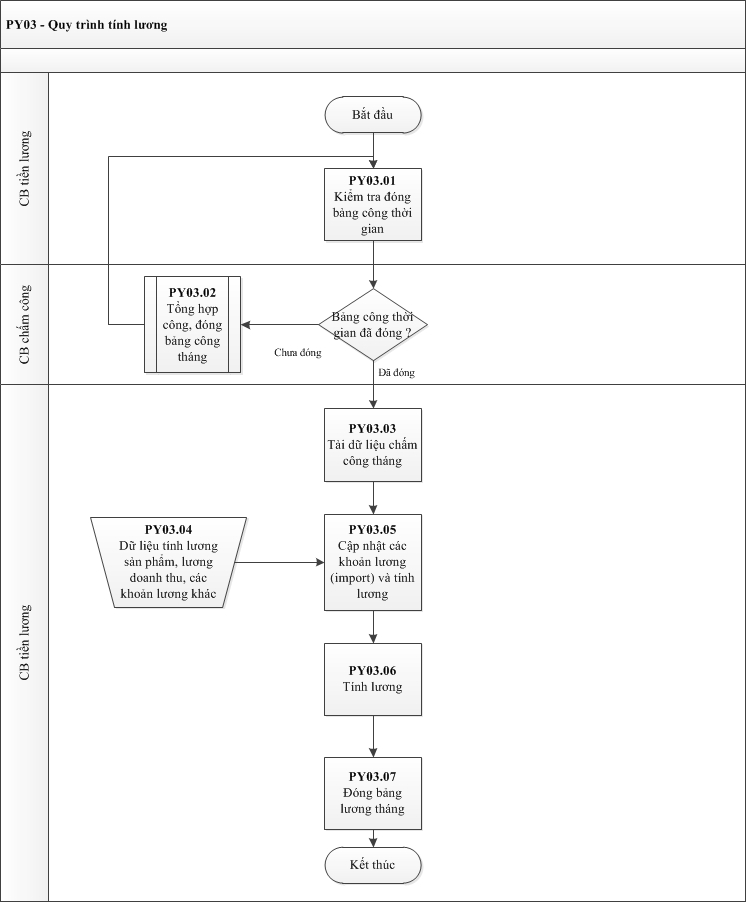 PY03 - Quy trình tính lương
CB tiền lương
Bắt đầu
PY03.01
Kiểm tra đóng
bảng công thời
gian
CB chấm công
PY03.02
Tổng hợp
công, đóng
bảng công
tháng
Bảng công thời
gian đã đóng ?
Chưa đóng
Đã đóng
CB tiền lương
PY03.03
Tải dữ liệu chấm
công tháng
PY03.04
Dữ liệu tính lương
sản phẩm, lương
doanh thu, các
khoản lương khác
PY03.05
Cập nhật các
khoản lương
(import) và tính
lương
PY03.06
Tính lương
PY03.07
Đóng bảng
lương tháng
Kết thúc